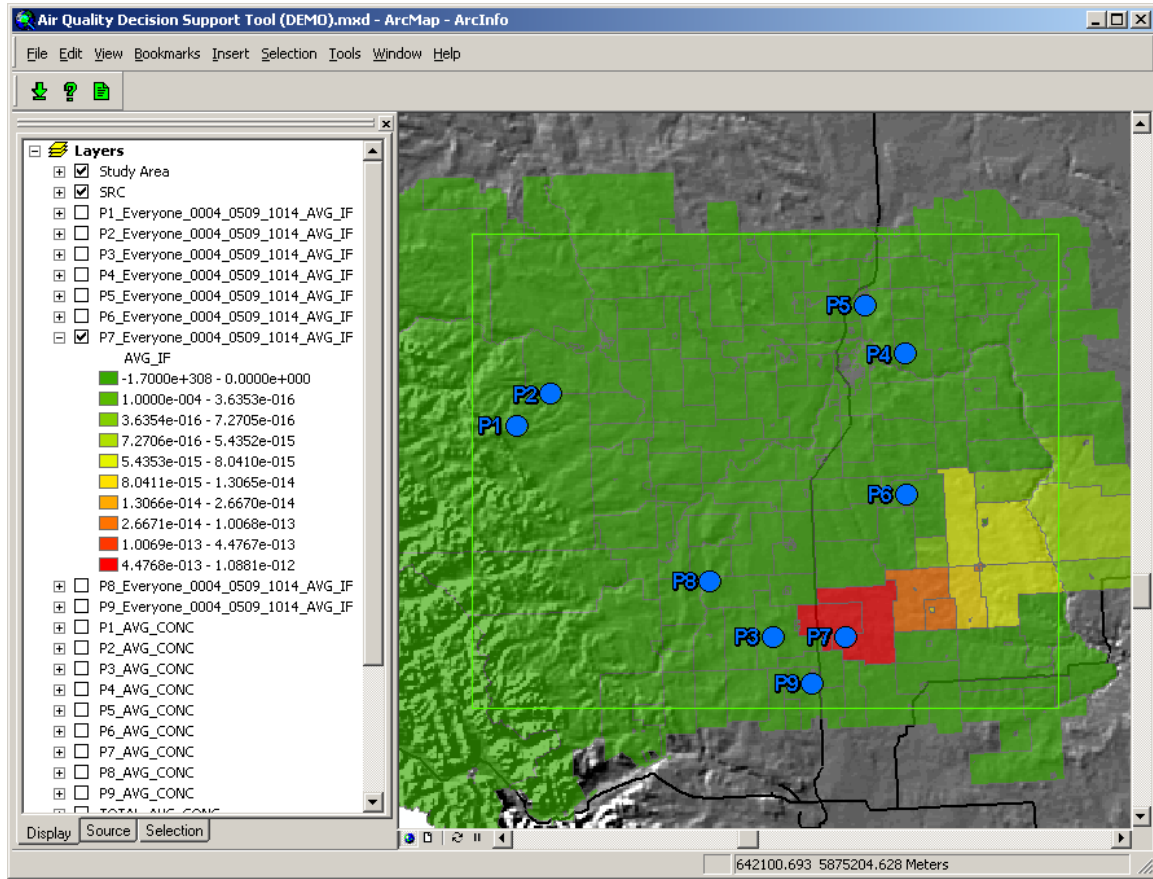 Air Quality Decision Support Tool (DEMO).mxd - ArcMap - ArcInfo
File Edit View Bookmarks Insert Selection Tools Window Help
Layers
Study Area
SRC
P1_Everyone_0004_0509_1014_AVG_IF
P2_Everyone_0004_0509_1014_AVG_IF
P3_Everyone_0004_0509_1014_AVG_IF
P4_Everyone_0004_0509_1014_AVG_IF
P5_Everyone_0004_0509_1014_AVG_IF
P6_Everyone_0004_0509_1014_AVG_IF
P7_Everyone_0004_0509_1014_AVG_IF
AVG_IF
-1.7000e+308 - 0.0000e+000
1.0000e-004 - 3.6353e-016
3.6354e-016 - 7.2705e-016
7.2706e-016 - 5.4352e-015
5.4353e-015 - 8.0410e-015
8.0411e-015 - 1.3065e-014
1.3066e-014 - 2.6670e-014
2.6671e-014 - 1.0068e-013
1.0069e-013 - 4.4767e-013
4.4768e-013 - 1.0881e-012
P8_Everyone_0004_0509_1014_AVG_IF
P9_Everyone_0004_0509_1014_AVG_IF
P1_AVG_CONC
P2_AVG_CONC
P3_AVG_CONC
P4_AVG_CONC
P5_AVG_CONC
P6_AVG_CONC
P7_AVG_CONC
P8_AVG_CONC
P9_AVG_CONC
TOTAL_AVG_CONC
Display Source Selection
P5
P4
P2
P1
P6
P8
P3
P7
P9
642100.693 5875204.628 Meters